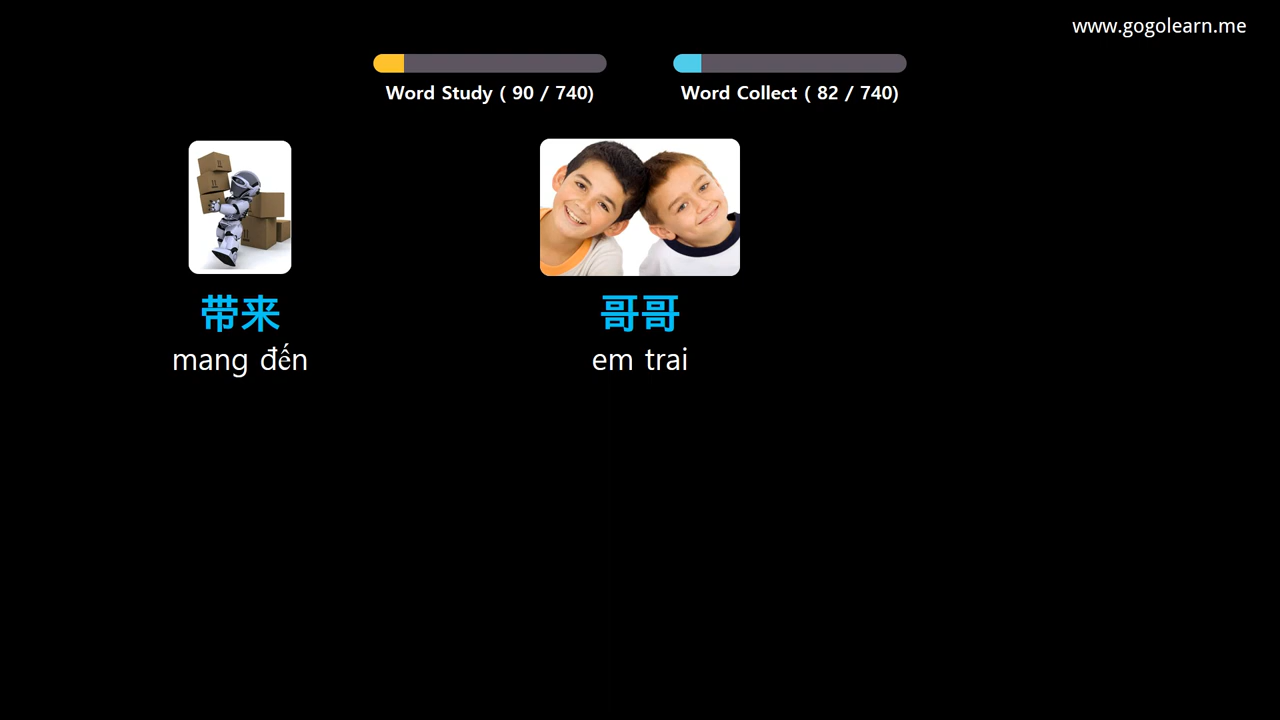 www.gogolearn.me
Word Study ( 90 / 740)
Word Collect ( 82 / 740)
带来
哥哥
mang đến
em trai